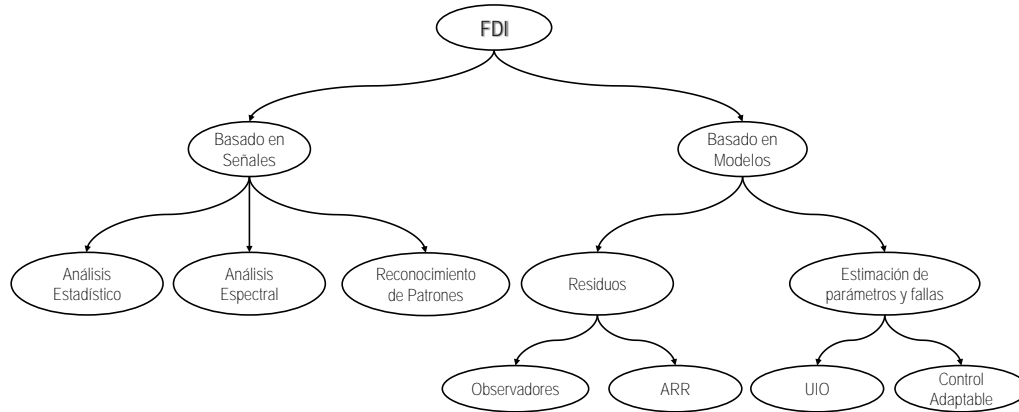 FDI
Basado en
Señales
Basado en
Modelos
Análisis
Estadístico
Análisis
Espectral
Reconocimiento
de Patrones
Residuos
Estimación de
parámetros y fallas
Observadores
ARR
UIO
Control
Adaptable